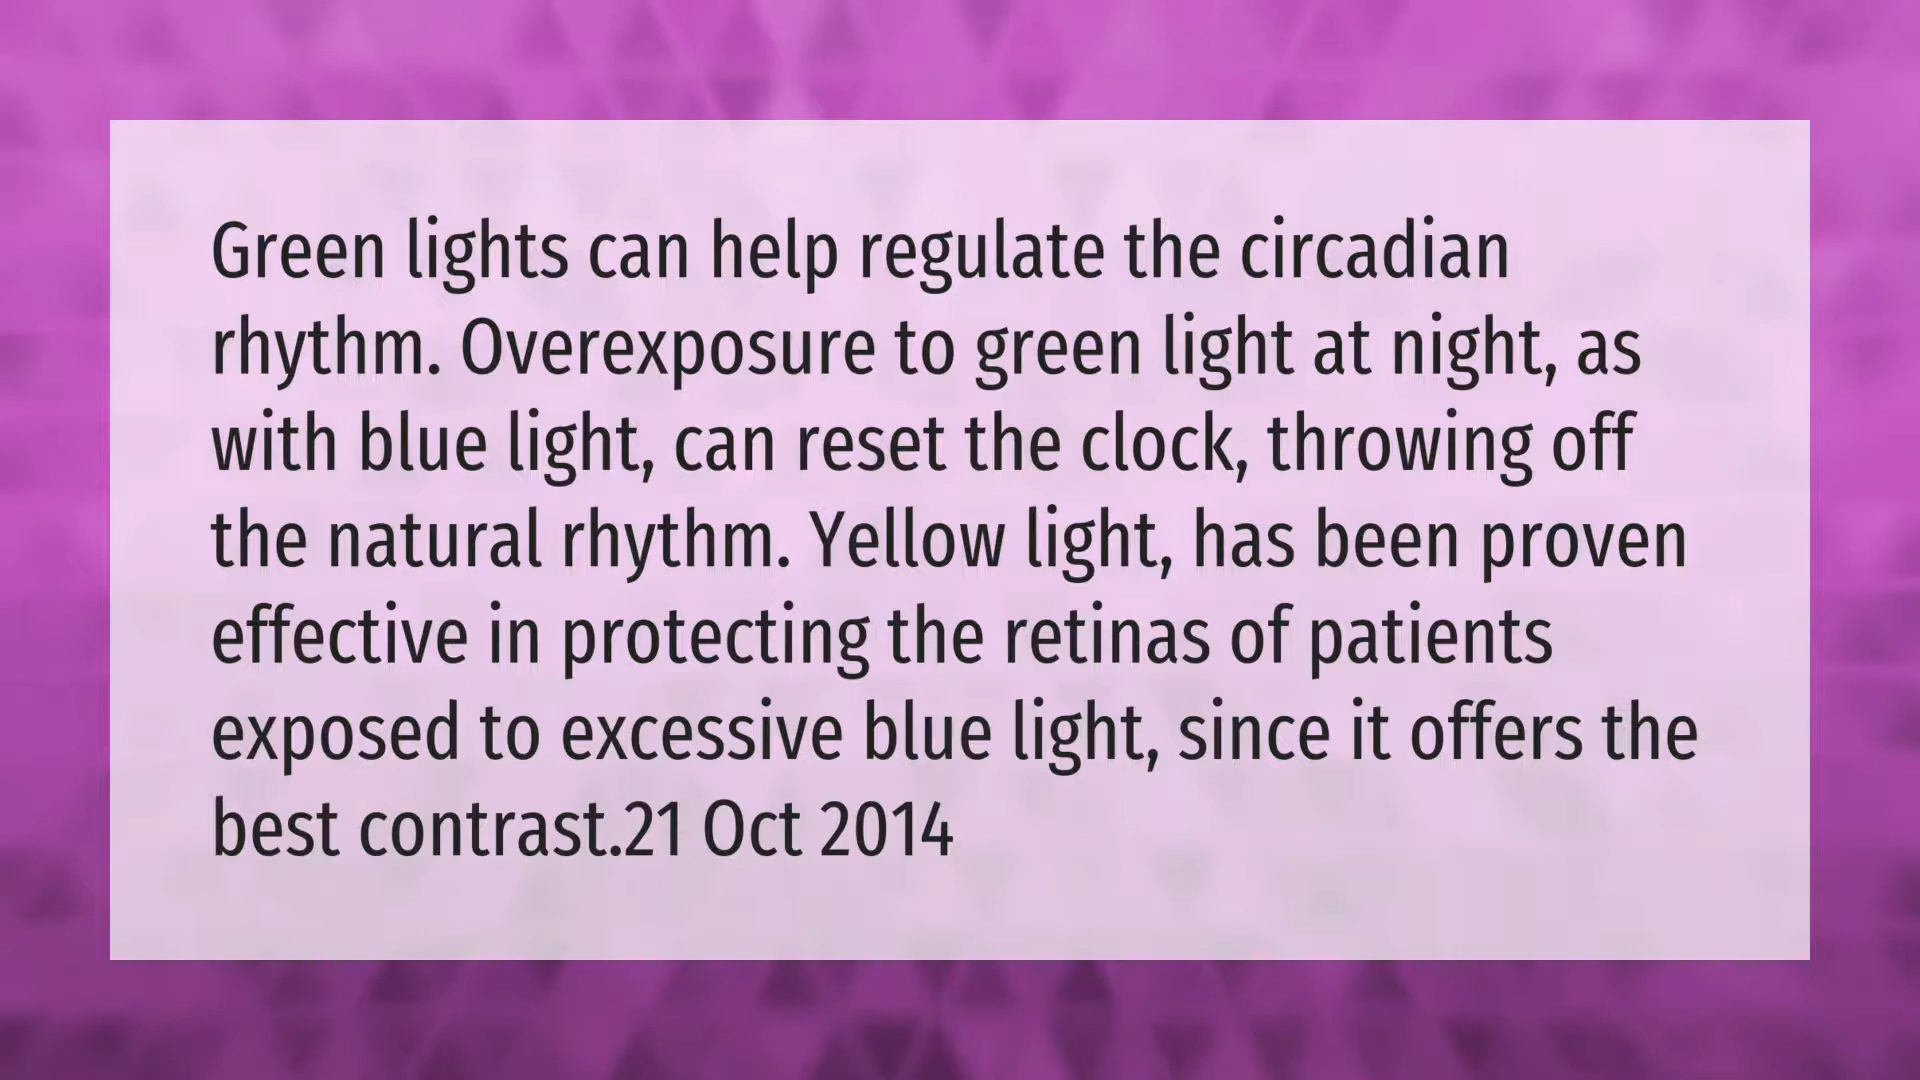 Green lights can help regulate the circadian
rhythm. Overexposure to green light at night, as
with blue light, can reset the clock, throwing off
the natural rhythm. Yellow light, has been proven
effective in protecting the retinas of patients
exposed to excessive blue light, since it offers the
best contrast.21 Oct 2014